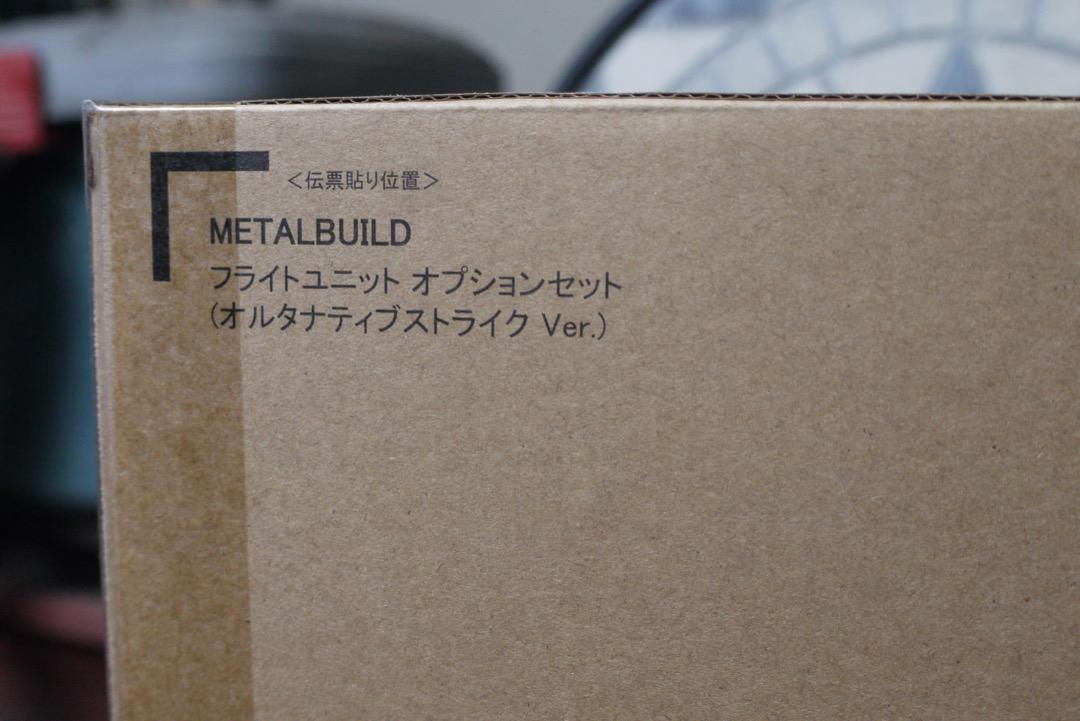 ＜伝票貼り位置＞
METALBUILD
フライトユニット オプションセット
(オルタナティブストライク Ver.)